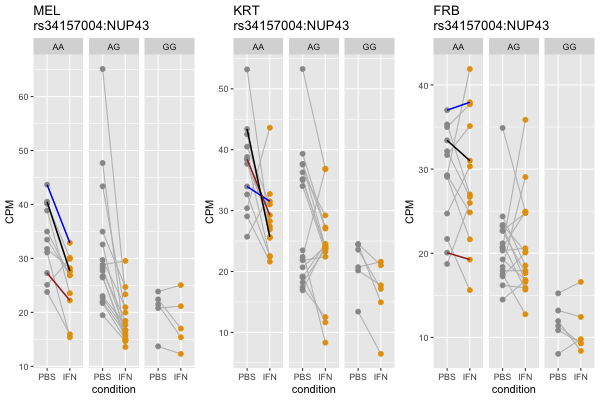 MEL
rs34157004:NUP43
AA AG GG
CPM
60
50
40
30
20
10
PBS IFN PBS IFN PBS IFN
condition
KRT
rs34157004:NUP43
AA AG GG
CPM
50
40
30
20
10
PBS IFN PBS IFN PBS IFN
condition
FRB
rs34157004:NUP43
AA AG GG
CPM
40
30
20
10
PBS IFN PBS IFN PBS IFN
condition